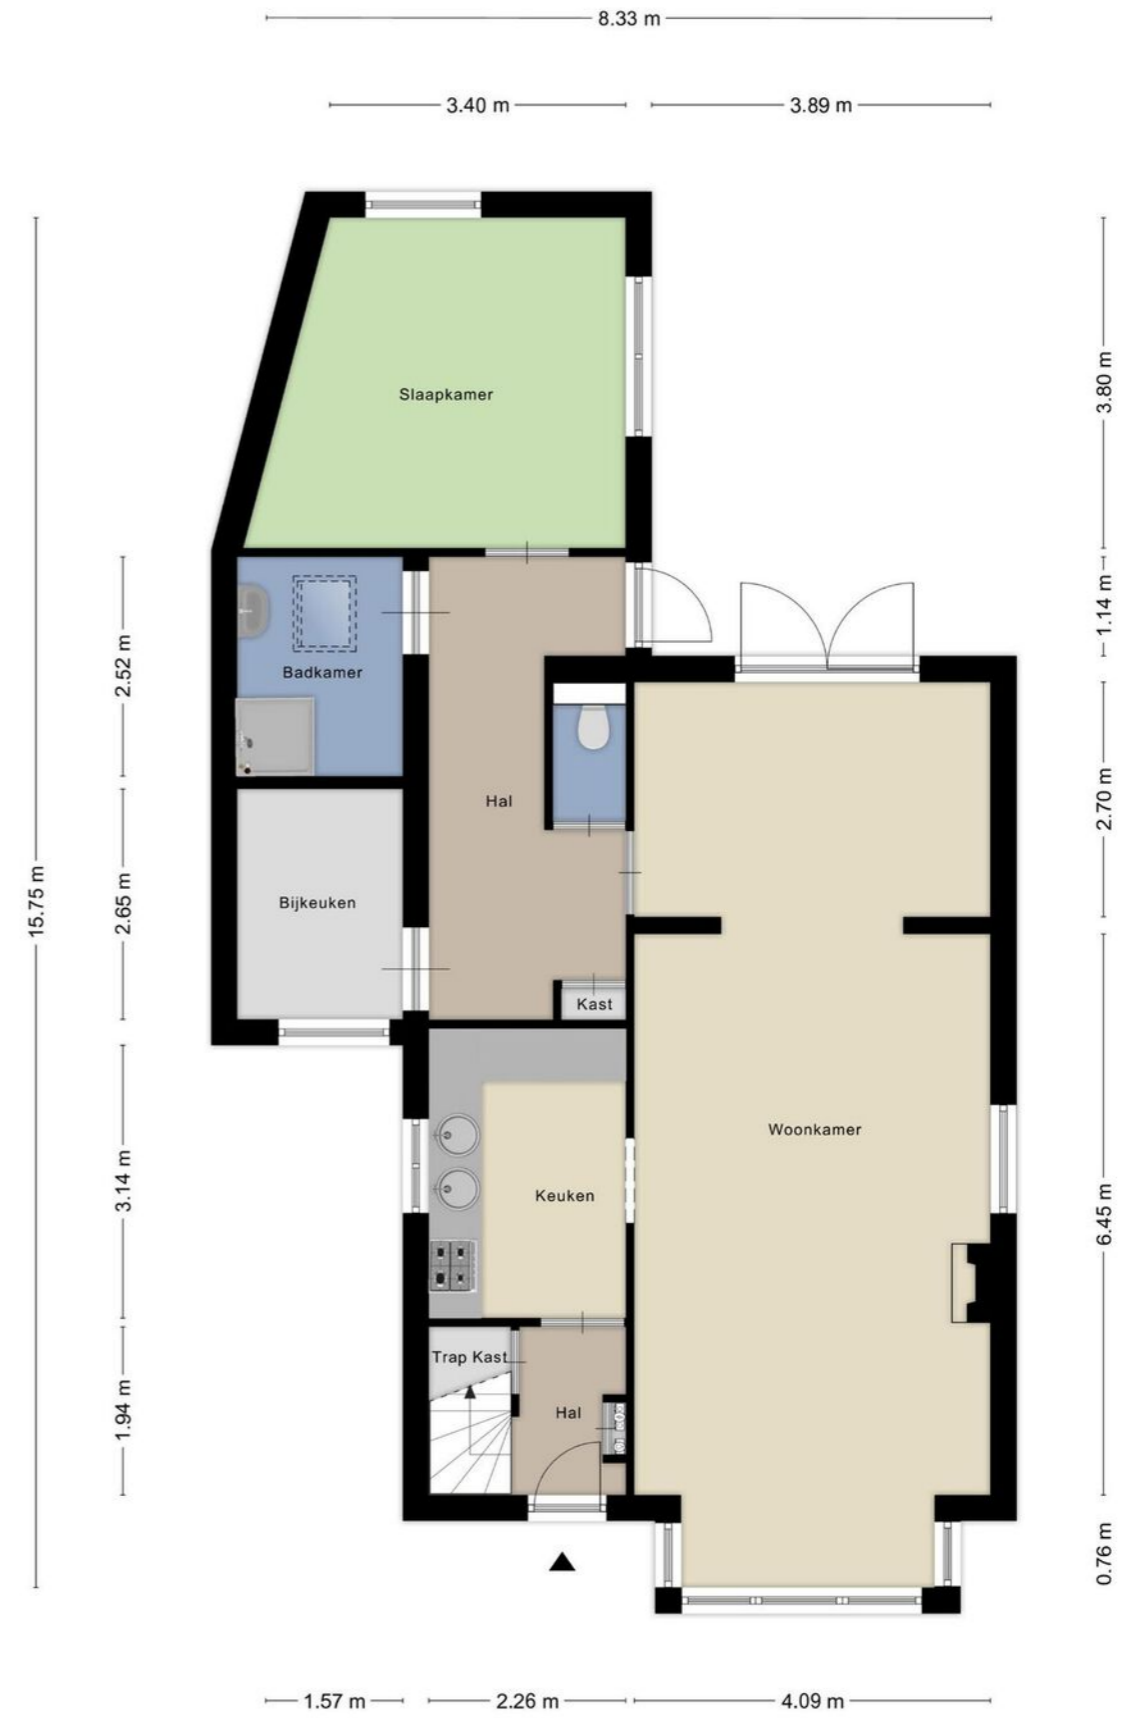 8.33 m
3.40 m
3.89 m
Slaapkamer
3.80 m
1.14 m
2.52 m
Badkamer
2.70 m
Hal
15.75 m
2.65 m
Bijkeuken
Kast
Woonkamer
3.14 m
Keuken
6.45 m
Trap Kast
1.94 m
Hal
0.76 m
1.57 m
2.26 m
4.09 m